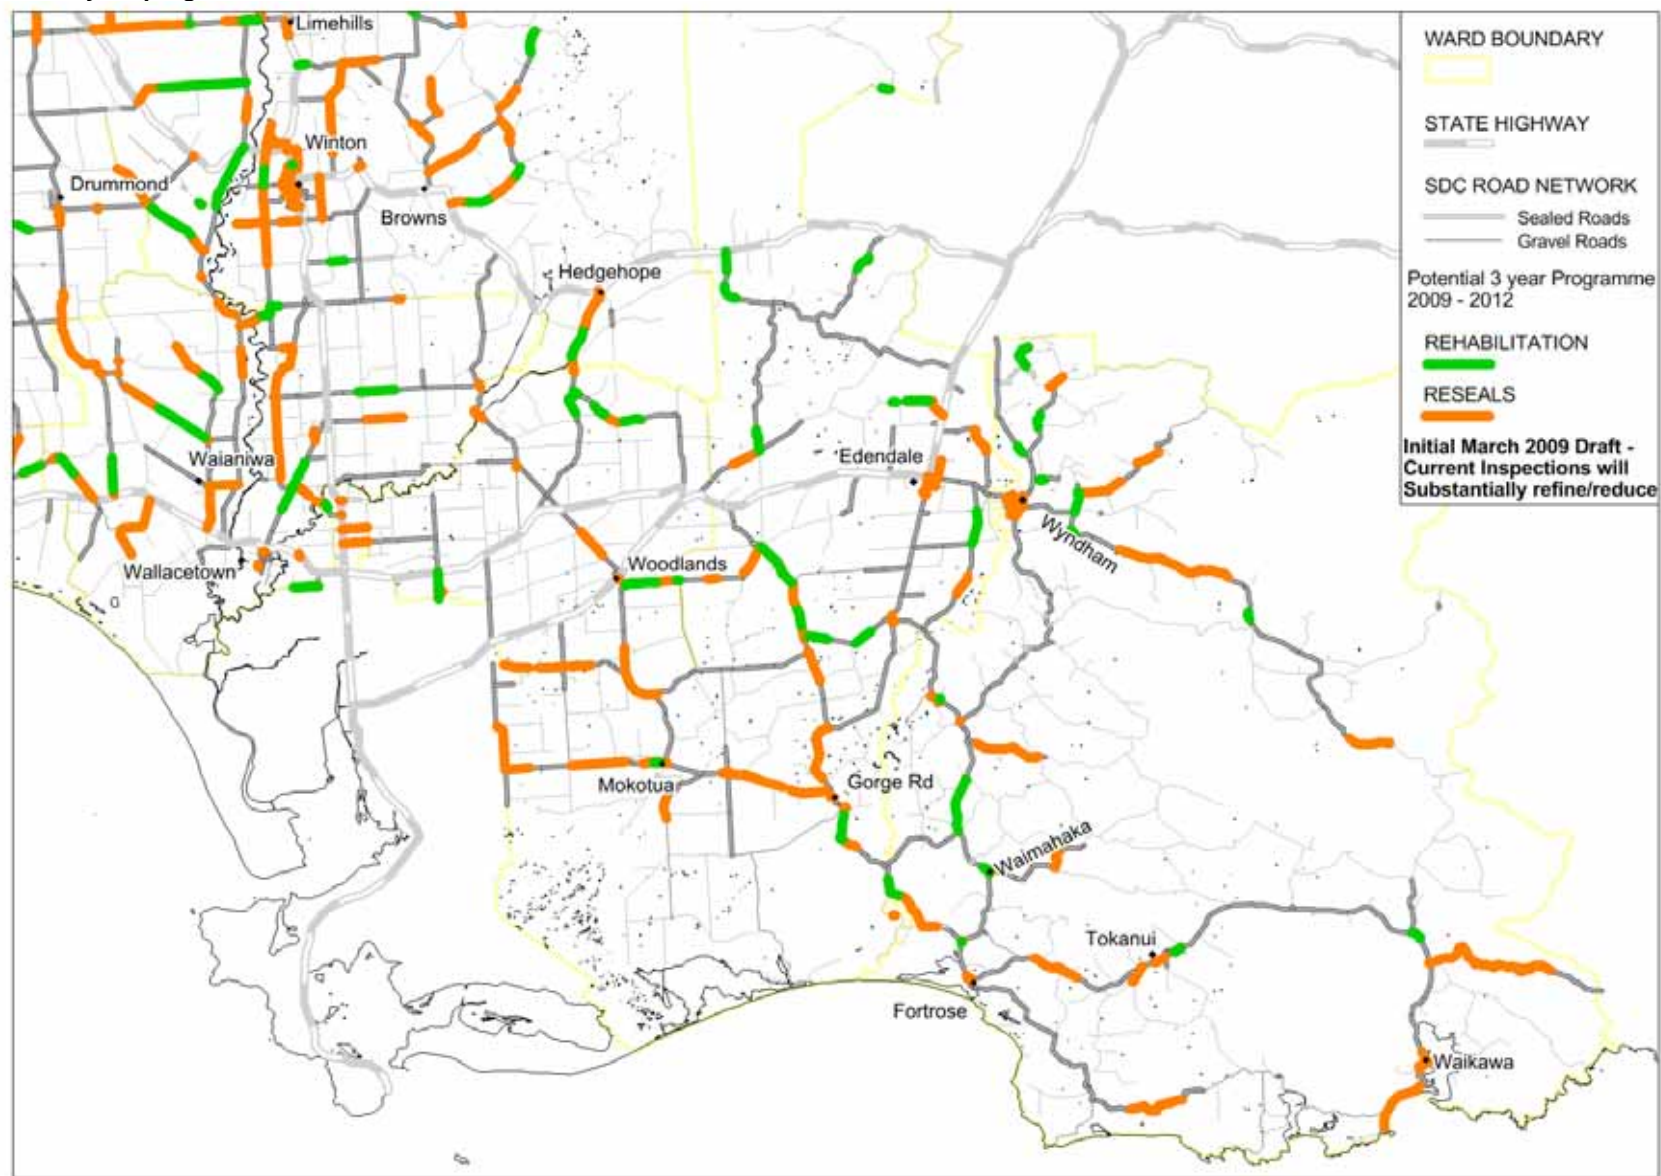 Limehills
Winton
Drummond
Browns
Hedgehope
Edendale
Waianiwa
Wyndham
Wallacetown
Woodlands
Mokotua
Gorge Rd
Waimahaka
Tokanui
Fortrose
Waikawa
WARD BOUNDARY
STATE HIGHWAY
SDC ROAD NETWORK
Sealed Roads
Gravel Roads
Potential 3 year Programme
2009 - 2012
REHABILITATION
RESEALS
Initial March 2009 Draft -
Current Inspections will
Substantially refine/reduce